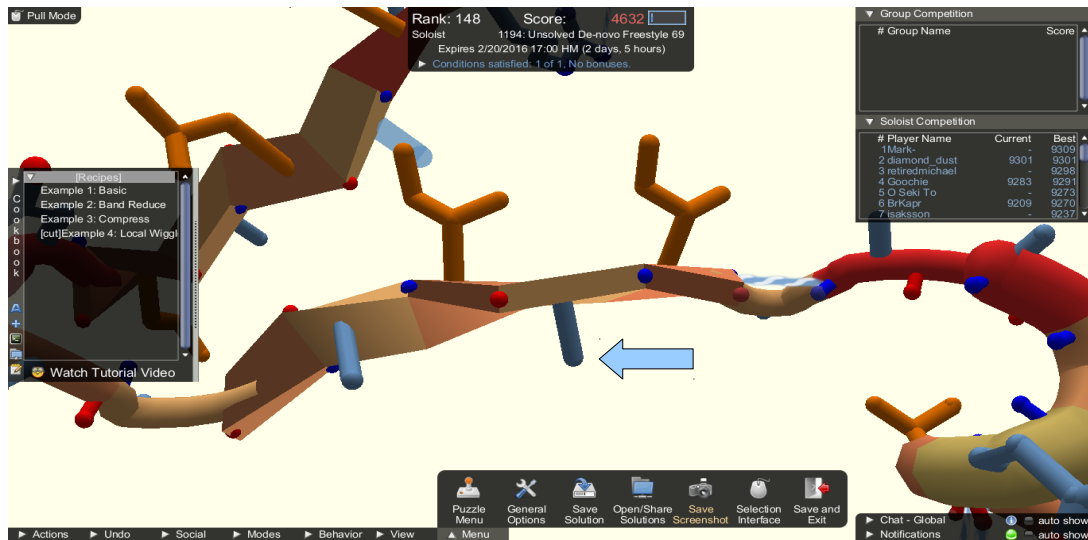 Pull Mode
Rank: 148 Score: 4632
Soloist 1194: Unsolved De-novo Freestyle 69
Expires 2/20/2016 17:00 HM (2 days, 5 hours)
Conditions satisfied: 1 of 1, No bonuses.
Group Competition
# Group Name Score
Soloist Competition
# Player Name Current Best
1 Mark- - 9309
2 diamond_dust 9301 9301
3 retiredmichael - 9298
4 Goochie 9283 9291
5 O Seki To - 9273
6 BrKapr 9209 9270
7 isaksson - 9237
Cookbook
[Recipes]
Example 1: Basic
Example 2: Band Reduce
Example 3: Compress
[cut]Example 4: Local Wiggl
Watch Tutorial Video
Puzzle Menu
General Options
Save Solution
Open/Share Solutions
Save Screenshot
Selection Interface
Save and Exit
Actions Undo Social Modes Behavior View Menu
Chat - Global auto show
Notifications auto show